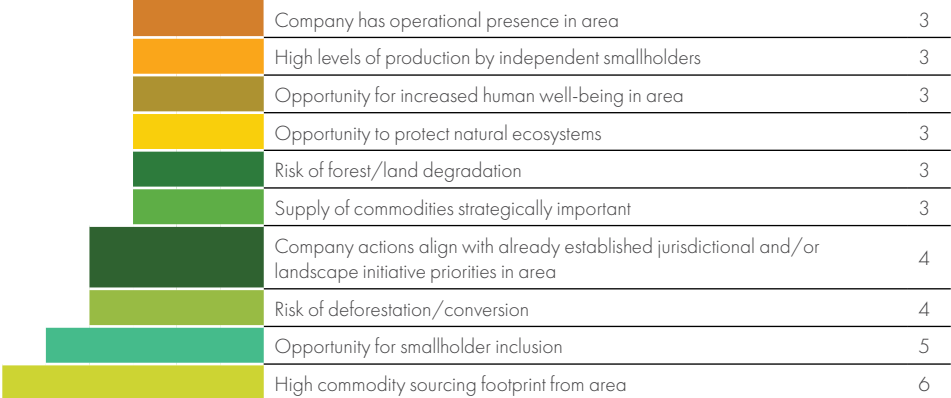 Company has operational presence in area 3
High levels of production by independent smallholders 3
Opportunity for increased human well-being in area 3
Opportunity to protect natural ecosystems 3
Risk of forest/land degradation 3
Supply of commodities strategically important 3
Company actions align with already established jurisdictional and/or
landscape initiative priorities in area 4
Risk of deforestation/conversion 4
Opportunity for smallholder inclusion 5
High commodity sourcing footprint from area 6